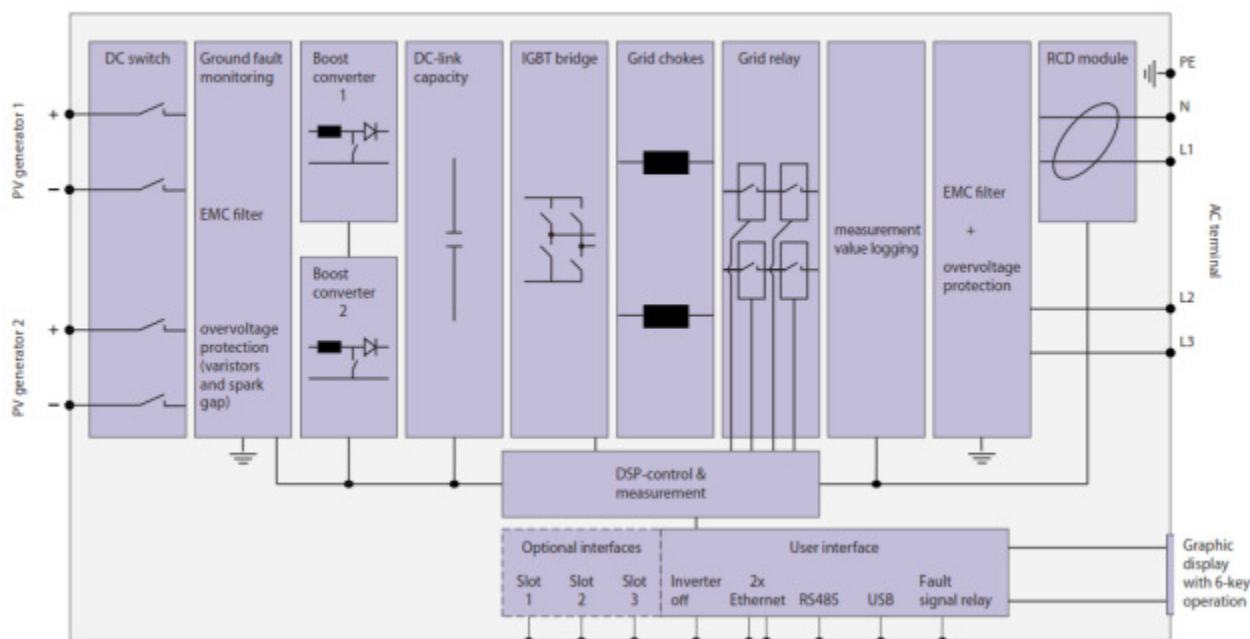 DC switch
Ground fault
monitoring
Boost
converter
1
DC-link
capacity
IGBT bridge
Grid chokes
Grid relay
RCD module
PE
N
L1
PV generator 1
+
−
EMC filter
measurement
value logging
EMC filter
+
overvoltage
protection
AC terminal
Boost
converter
2
overvoltage
protection
(varistors
and spark
gap)
PV generator 2
+
−
L2
L3
DSP-control &
measurement
Optional interfaces
User interface
Slot
1
Slot
2
Slot
3
Inverter
off
2x
Ethernet
RS485
USB
Fault
signal relay
Graphic
display
with 6-key
operation